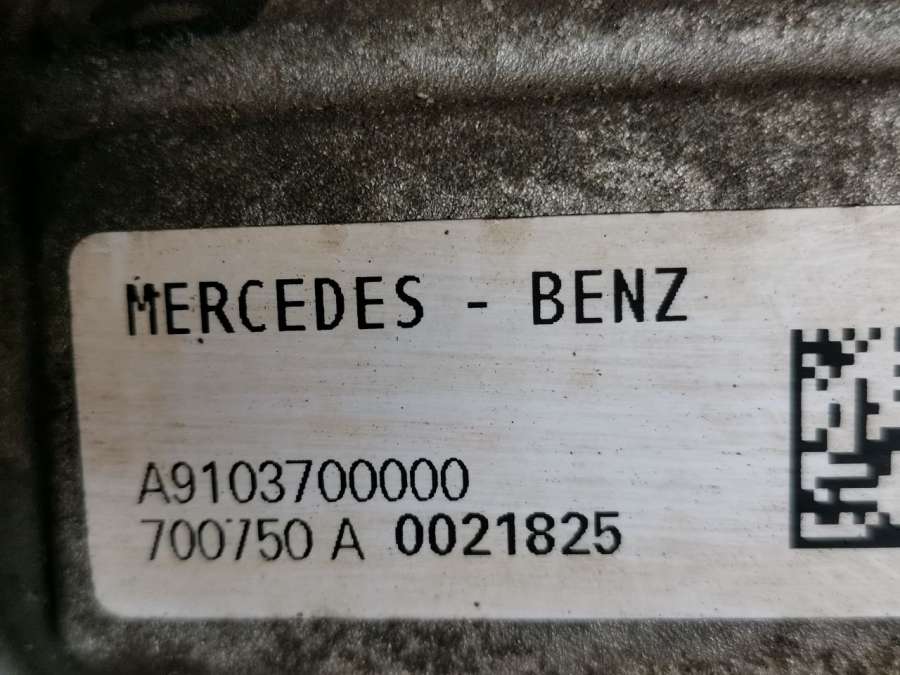 MERCEDES - BENZ
A9103700000
700750 A 0021825